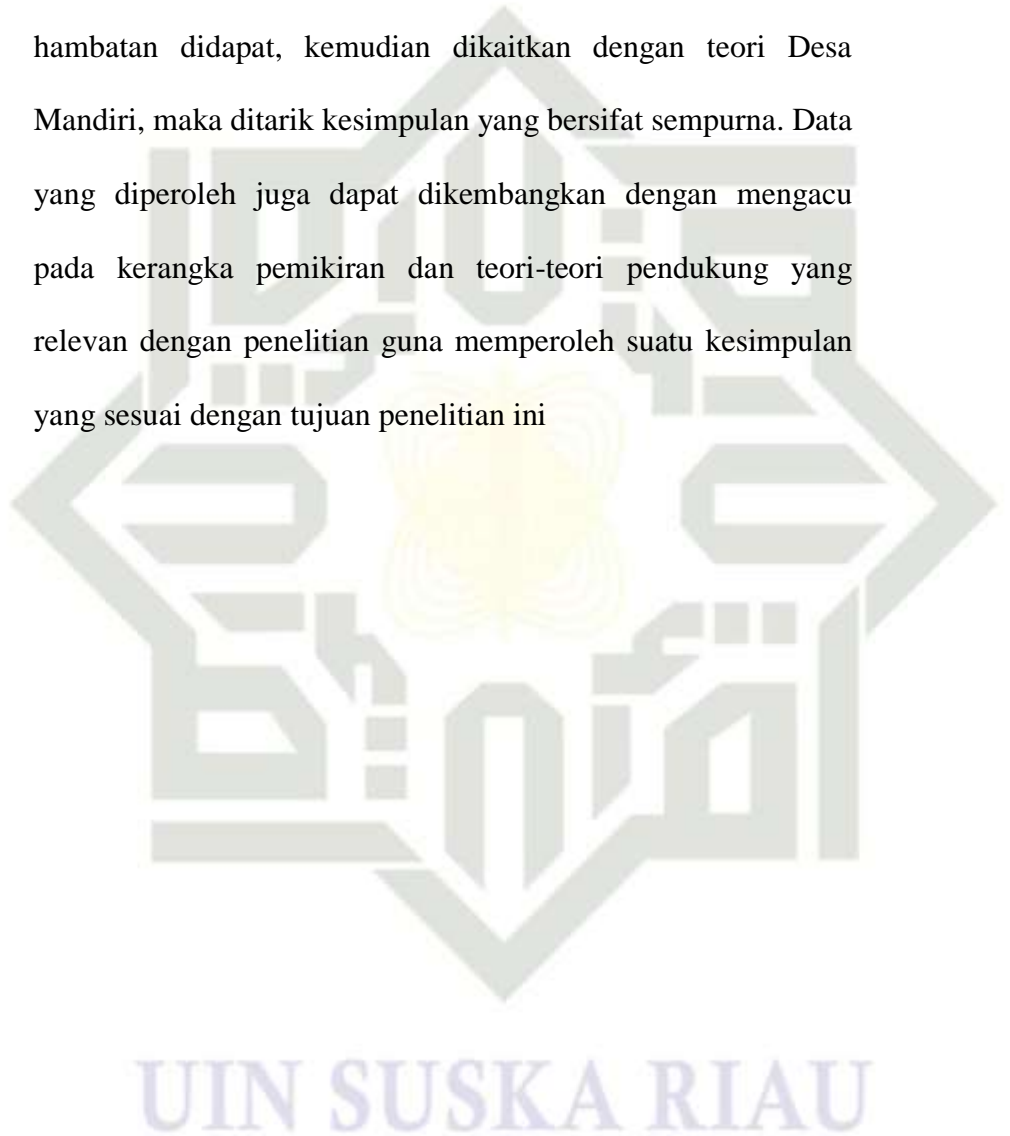 hambatan didapat, kemudian dikaitkan dengan teori Desa
Mandiri, maka ditarik kesimpulan yang bersifat sempurna. Data
yang diperoleh juga dapat dikembangkan dengan mengacu
pada kerangka pemikiran dan teori-teori pendukung yang
relevan dengan penelitian guna memperoleh suatu kesimpulan
yang sesuai dengan tujuan penelitian ini
UIN SUSKA RIAU